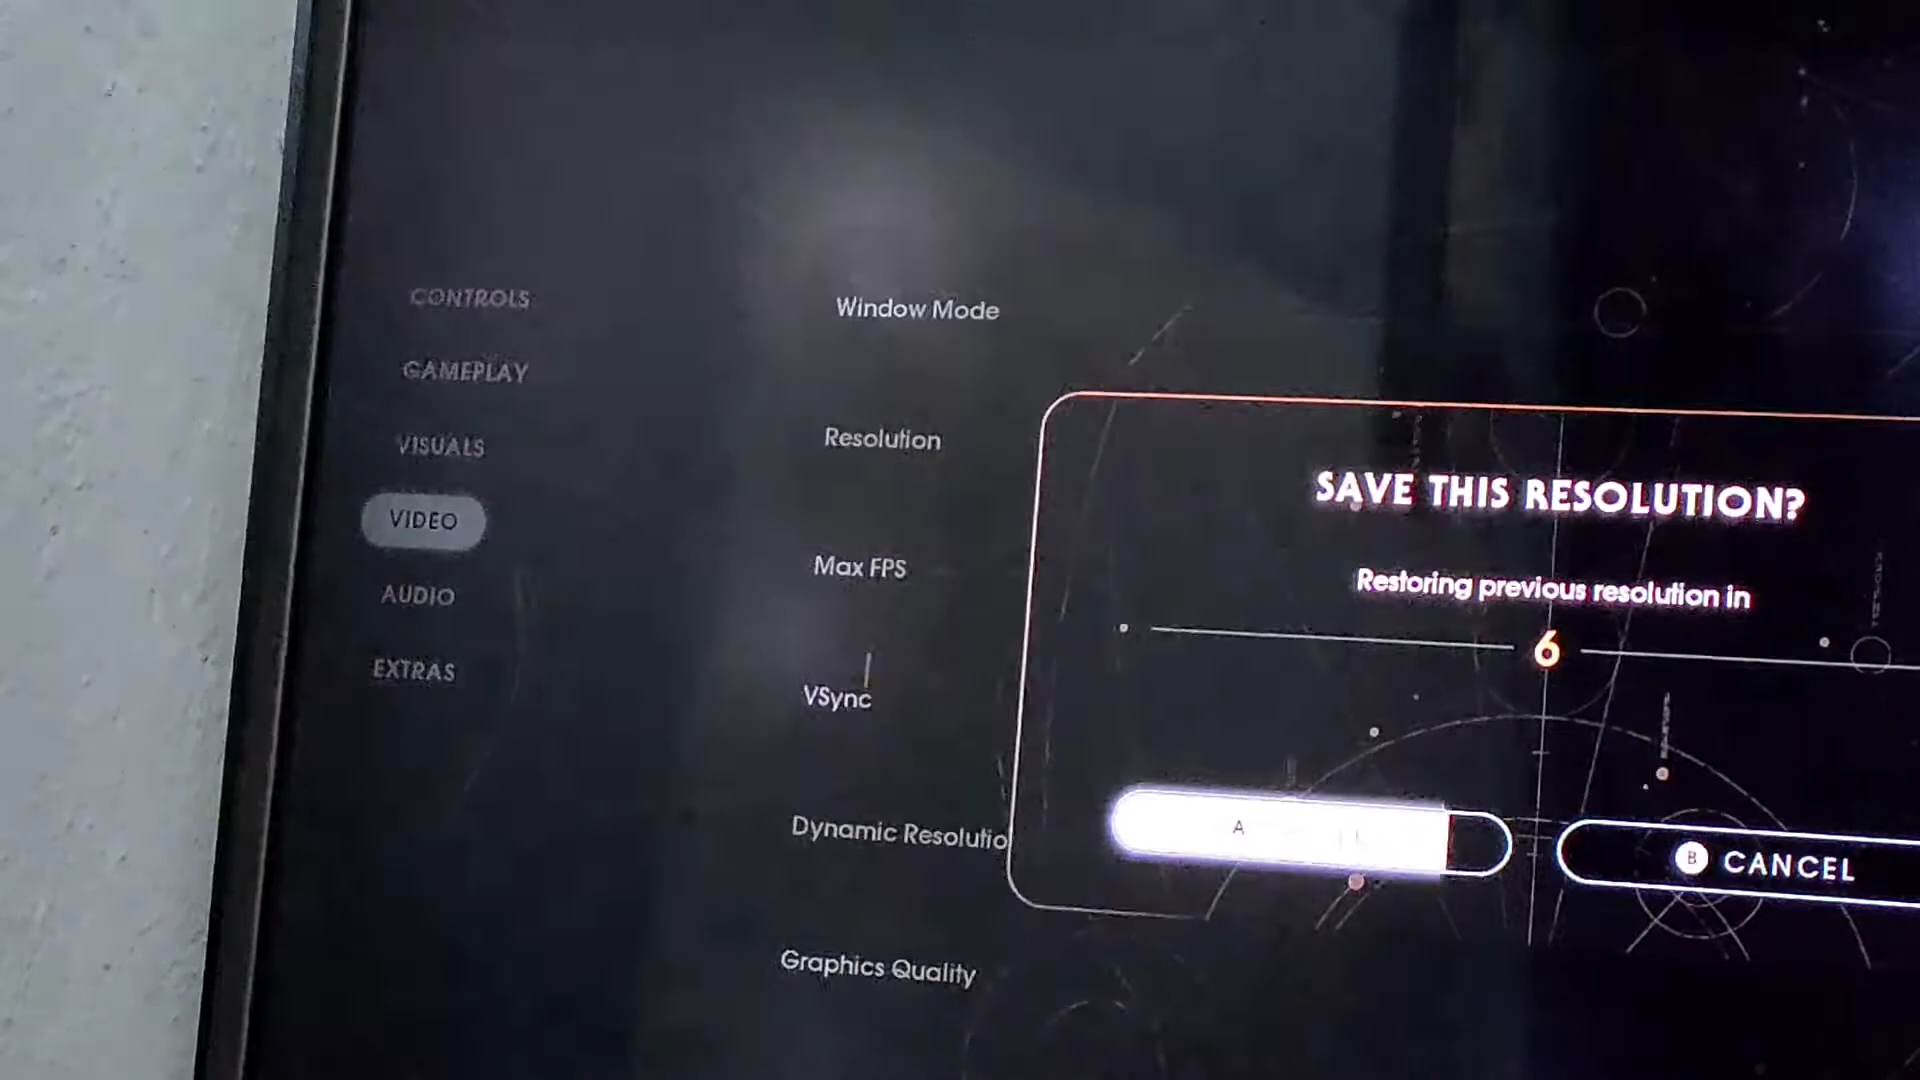 CONTROLS
GAMEPLAY
VISUALS
VIDEO
AUDIO
EXTRAS
Window Mode
Resolution
Max FPS
VSync
Dynamic Resolutio
Graphics Quality
SAVE THIS RESOLUTION?
Restoring previous resolution in
6
A
B CANCEL